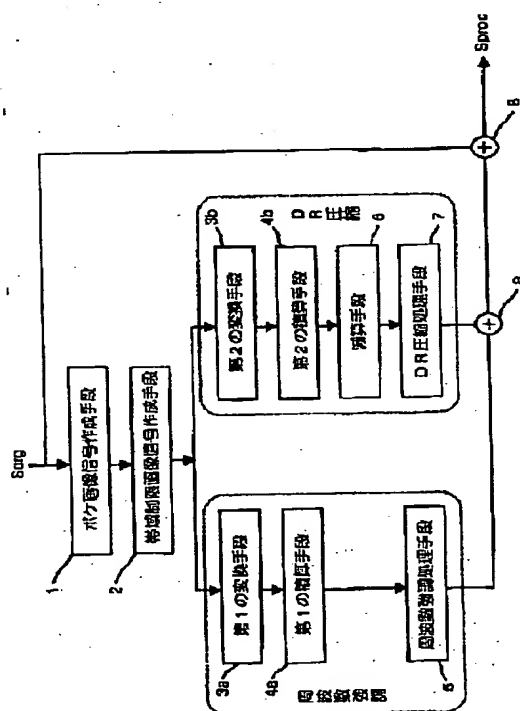 Sorg
1
ボケ画像信号作成手段
2
帯域制限画像信号作成手段
3a
第1の変換手段
4a
第1の積算手段
5
周波数強調処理手段
周波数強調
3b
第2の変換手段
4b
第2の積算手段
6
演算手段
7
DR圧縮処理手段
DR圧縮
9
+
8
+
Sproc